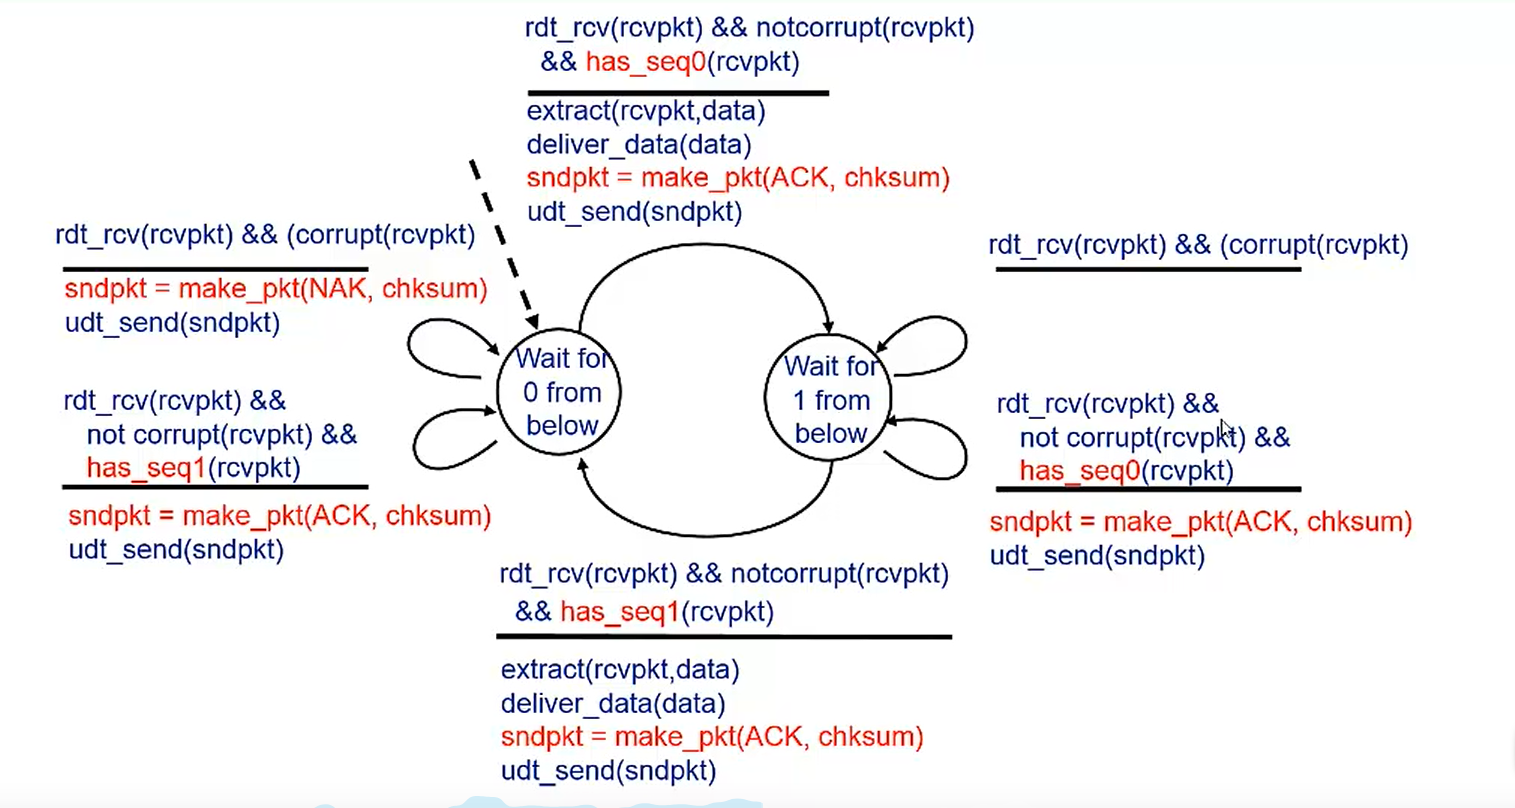 rdt_rcv(rcvpkt) && notcorrupt(rcvpkt)
&& has_seq0(rcvpkt)
extract(rcvpkt,data)
deliver_data(data)
sndpkt = make_pkt(ACK, chksum)
udt_send(sndpkt)
rdt_rcv(rcvpkt) && (corrupt(rcvpkt)
sndpkt = make_pkt(NAK, chksum)
udt_send(sndpkt)
rdt_rcv(rcvpkt) &&
not corrupt(rcvpkt) &&
has_seq1(rcvpkt)
sndpkt = make_pkt(ACK, chksum)
udt_send(sndpkt)
Wait for
0 from
below
Wait for
1 from
below
rdt_rcv(rcvpkt) && (corrupt(rcvpkt)
rdt_rcv(rcvpkt) &&
not corrupt(rcvpkt) &&
has_seq0(rcvpkt)
sndpkt = make_pkt(ACK, chksum)
udt_send(sndpkt)
rdt_rcv(rcvpkt) && notcorrupt(rcvpkt)
&& has_seq1(rcvpkt)
extract(rcvpkt,data)
deliver_data(data)
sndpkt = make_pkt(ACK, chksum)
udt_send(sndpkt)